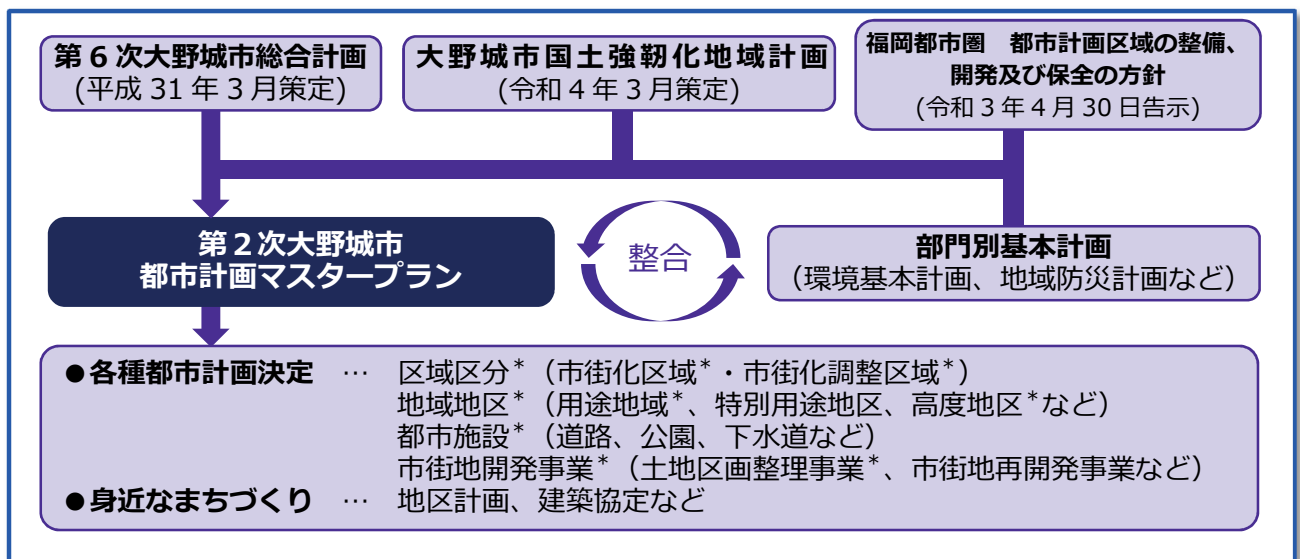 第6次大野城市総合計画
(平成 31 年 3 月策定)
大野城市国土強靭化地域計画
(令和 4 年 3 月策定)
福岡都市圏 都市計画区域の整備、
開発及び保全の方針
(令和 3 年 4 月 30 日告示)
第2次大野城市
都市計画マスタープラン
整合
部門別基本計画
(環境基本計画、地域防災計画など)
●各種都市計画決定 … 区域区分*(市街化区域*・市街化調整区域*)
地域地区*(用途地域*、特別用途地区、高度地区*など)
都市施設*(道路、公園、下水道など)
市街地開発事業*(土地区画整理事業*、市街地再開発事業など)
●身近なまちづくり … 地区計画、建築協定など